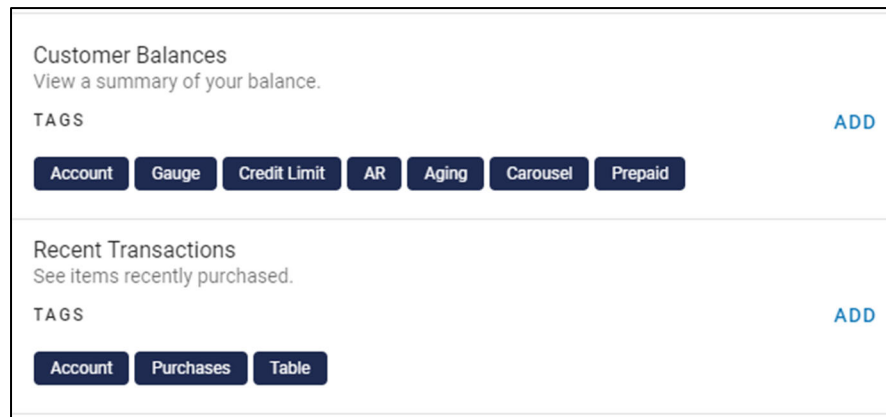 Customer Balances
View a summary of your balance.
TAGS ADD
Account Gauge Credit Limit AR Aging Carousel Prepaid
Recent Transactions
See items recently purchased.
TAGS ADD
Account Purchases Table